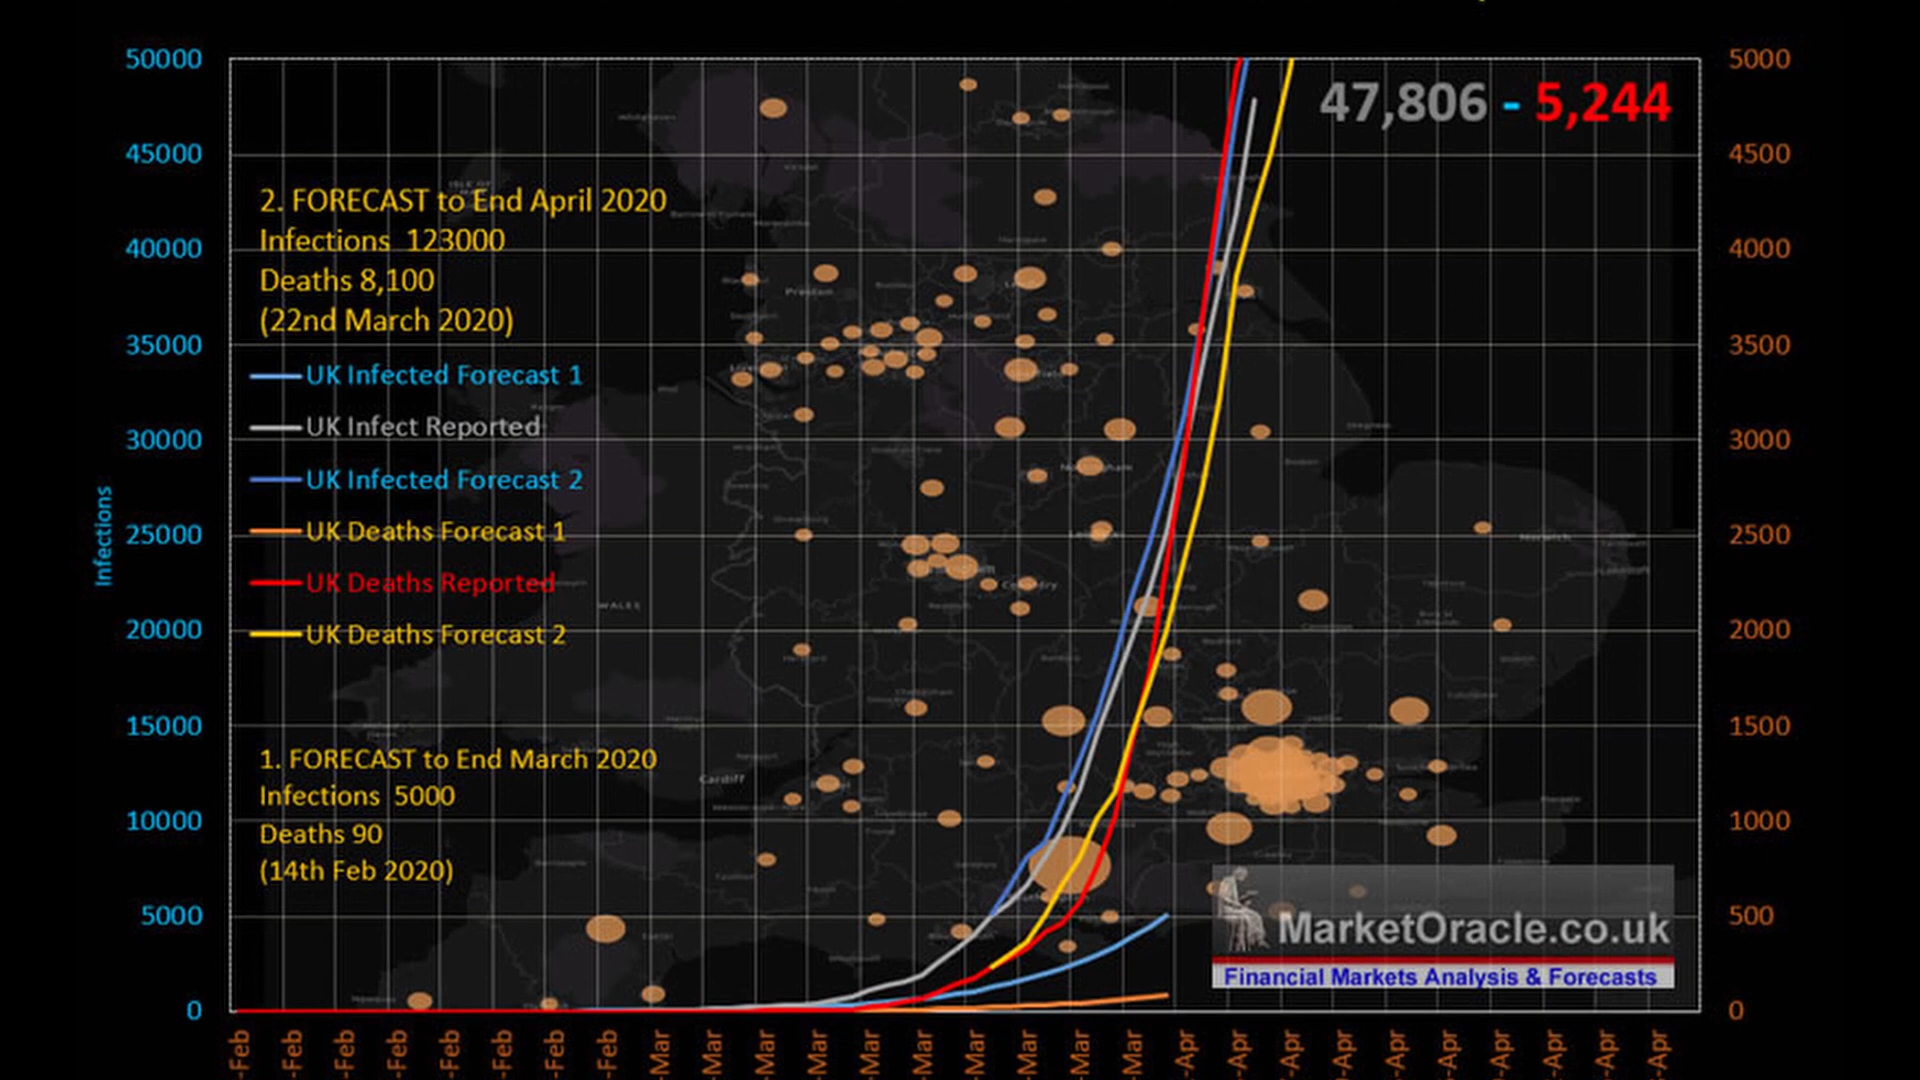 50000
45000
40000
35000
30000
25000
20000
15000
10000
5000
0
Infections
5000
4500
4000
3500
3000
2500
2000
1500
1000
500
0
47,806 - 5,244
2. FORECAST to End April 2020
Infections 123000
Deaths 8,100
(22nd March 2020)
UK Infected Forecast 1
UK Infect Reported
UK Infected Forecast 2
UK Deaths Forecast 1
UK Deaths Reported
UK Deaths Forecast 2
1. FORECAST to End March 2020
Infections 5000
Deaths 90
(14th Feb 2020)
WALES
Cardiff
Preston
Norwich
MarketOracle.co.uk
Financial Markets Analysis & Forecasts
-Feb
-Feb
-Feb
-Feb
-Feb
-Feb
-Feb
-Feb
-Mar
-Mar
-Mar
-Mar
-Mar
-Mar
-Mar
-Mar
-Mar
-Mar
-Apr
-Apr
-Apr
-Apr
-Apr
-Apr
-Apr
-Apr
-Apr
-Apr